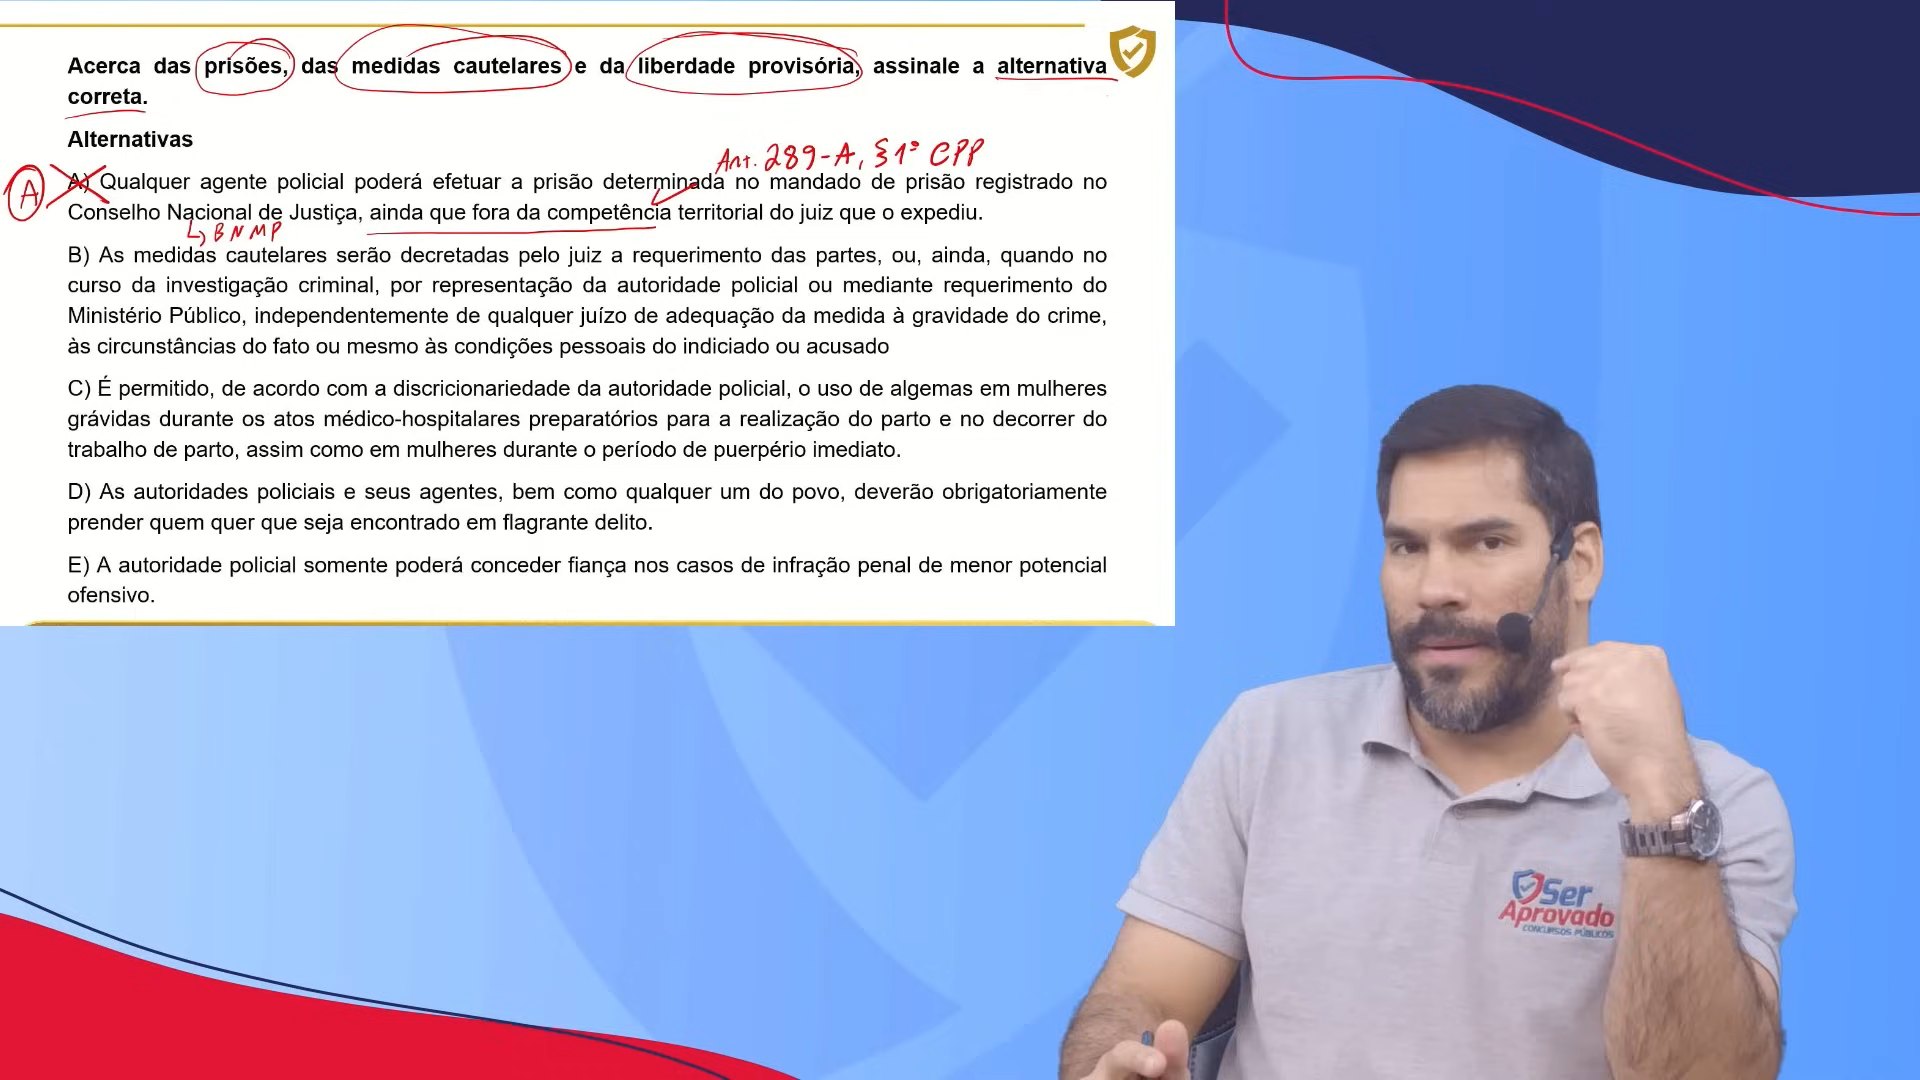 Acerca das prisões, das medidas cautelares e da liberdade provisória, assinale a alternativa
correta.
Alternativas
Art. 289-A, §1º CPP
A
A) Qualquer agente policial poderá efetuar a prisão determinada no mandado de prisão registrado no
Conselho Nacional de Justiça, ainda que fora da competência territorial do juiz que o expediu.
BNMP
B) As medidas cautelares serão decretadas pelo juiz a requerimento das partes, ou, ainda, quando no
curso da investigação criminal, por representação da autoridade policial ou mediante requerimento do
Ministério Público, independentemente de qualquer juízo de adequação da medida à gravidade do crime,
às circunstâncias do fato ou mesmo às condições pessoais do indiciado ou acusado
C) É permitido, de acordo com a discricionariedade da autoridade policial, o uso de algemas em mulheres
grávidas durante os atos médico-hospitalares preparatórios para a realização do parto e no decorrer do
trabalho de parto, assim como em mulheres durante o período de puerpério imediato.
D) As autoridades policiais e seus agentes, bem como qualquer um do povo, deverão obrigatoriamente
prender quem quer que seja encontrado em flagrante delito.
E) A autoridade policial somente poderá conceder fiança nos casos de infração penal de menor potencial
ofensivo.
Ser
Aprovado
CONCURSOS PÚBLICOS